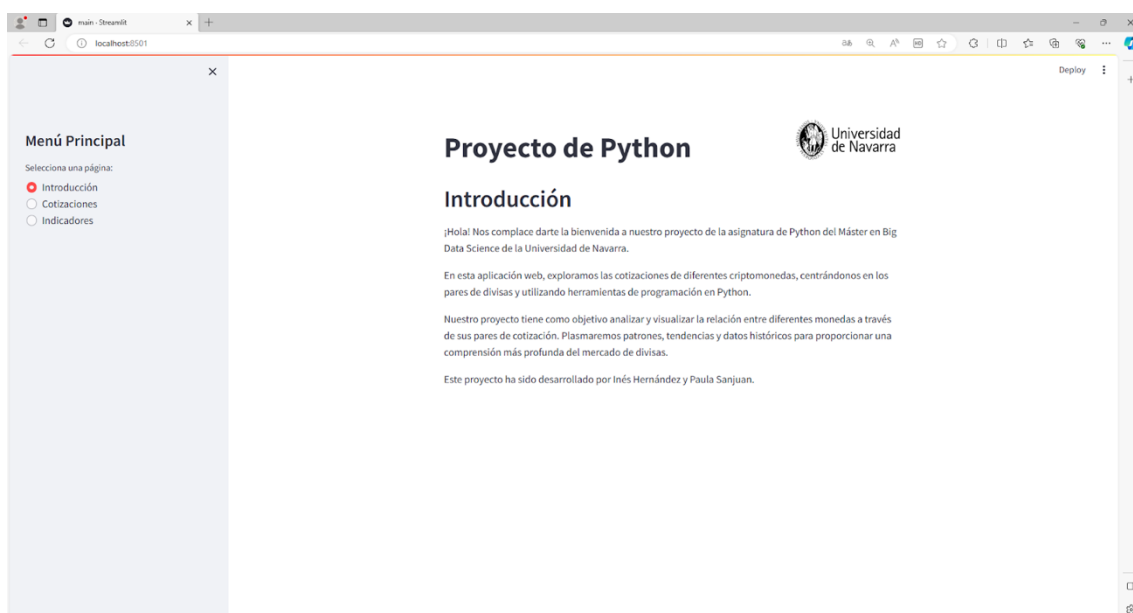 main - Streamlit
localhost:8501
Deploy
Menú Principal
Selecciona una página:
Introducción
Cotizaciones
Indicadores
Proyecto de Python
Universidad
de Navarra
Introducción
¡Hola! Nos complace darte la bienvenida a nuestro proyecto de la asignatura de Python del Máster en Big
Data Science de la Universidad de Navarra.
En esta aplicación web, exploramos las cotizaciones de diferentes criptomonedas, centrándonos en los
pares de divisas y utilizando herramientas de programación en Python.
Nuestro proyecto tiene como objetivo analizar y visualizar la relación entre diferentes monedas a través
de sus pares de cotización. Plasmaremos patrones, tendencias y datos históricos para proporcionar una
comprensión más profunda del mercado de divisas.
Este proyecto ha sido desarrollado por Inés Hernández y Paula Sanjuan.